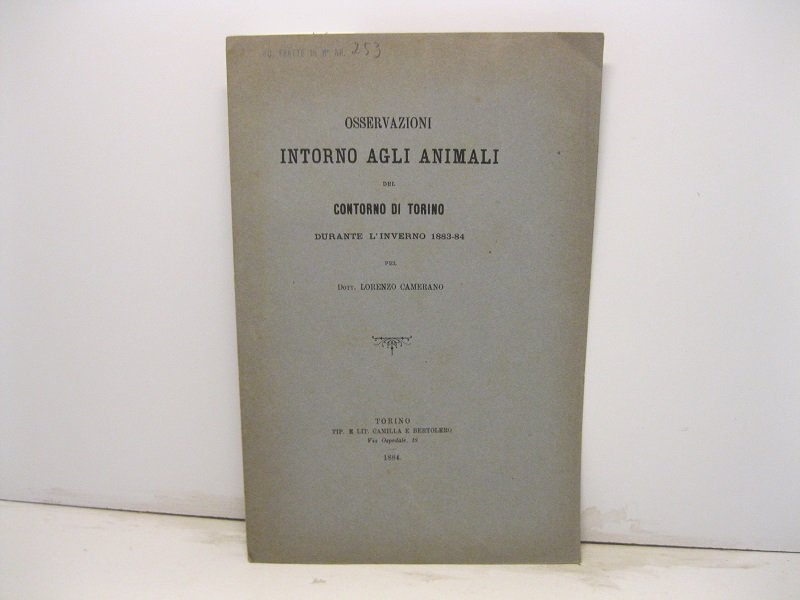 253
OSSERVAZIONI
INTORNO AGLI ANIMALI
DEL
CONTORNO DI TORINO
DURANTE L'INVERNO 1883-84
PEL
DOTT. LORENZO CAMERANO
TORINO
TIP. E LIT. CAMILLA E BERTOLERO
Via Ospedale, 18
1884.